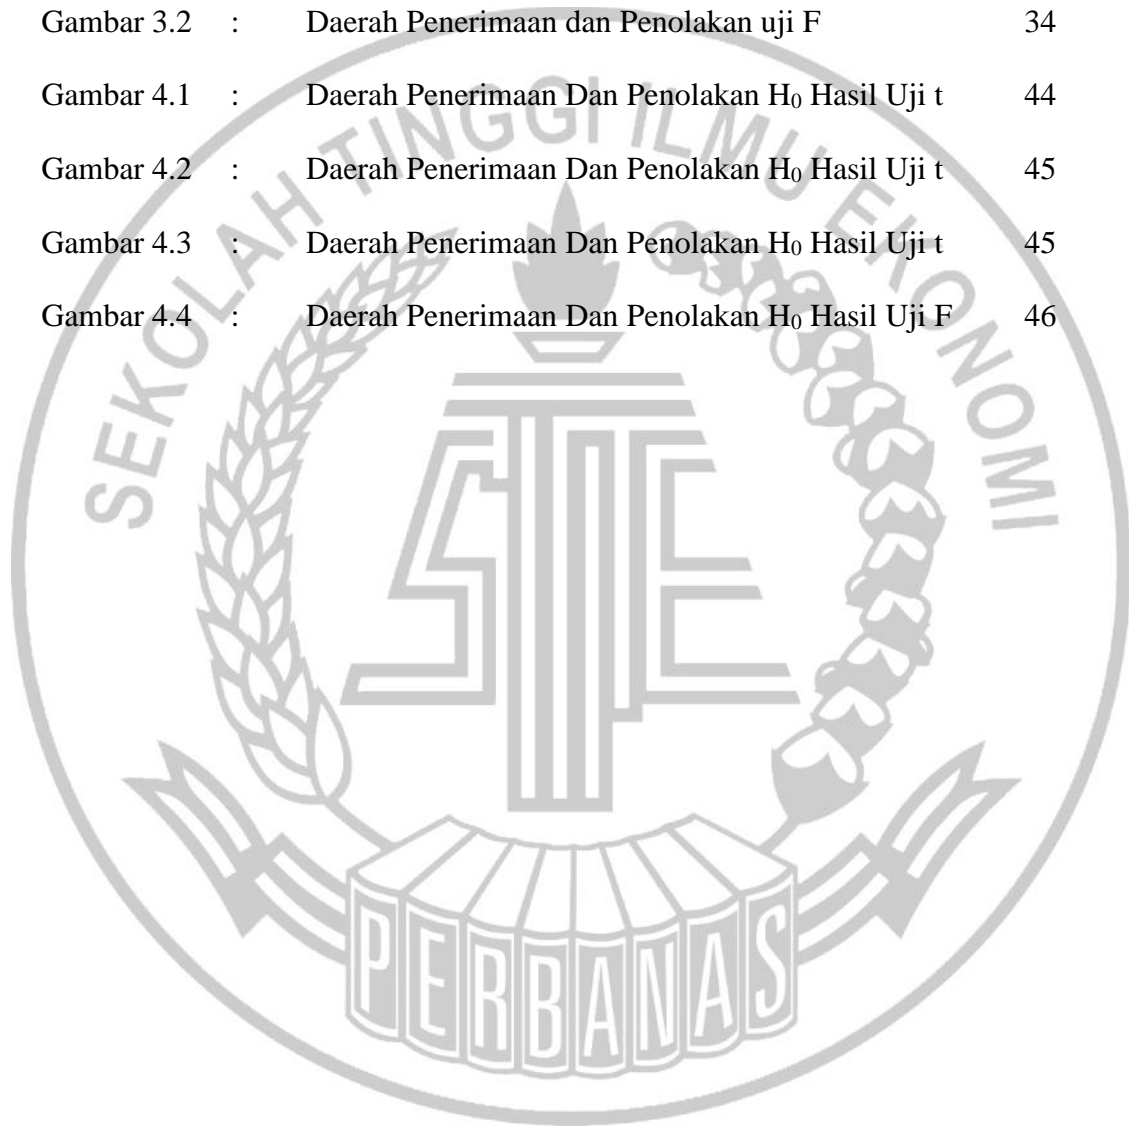 Gambar 3.2 : Daerah Penerimaan dan Penolakan uji F 34
Gambar 4.1 : Daerah Penerimaan Dan Penolakan H₀ Hasil Uji t 44
Gambar 4.2 : Daerah Penerimaan Dan Penolakan H₀ Hasil Uji t 45
Gambar 4.3 : Daerah Penerimaan Dan Penolakan H₀ Hasil Uji t 45
Gambar 4.4 : Daerah Penerimaan Dan Penolakan H₀ Hasil Uji F 46
SEKOLAH TINGGI ILMU EKONOMI
STIE
PERBANAS